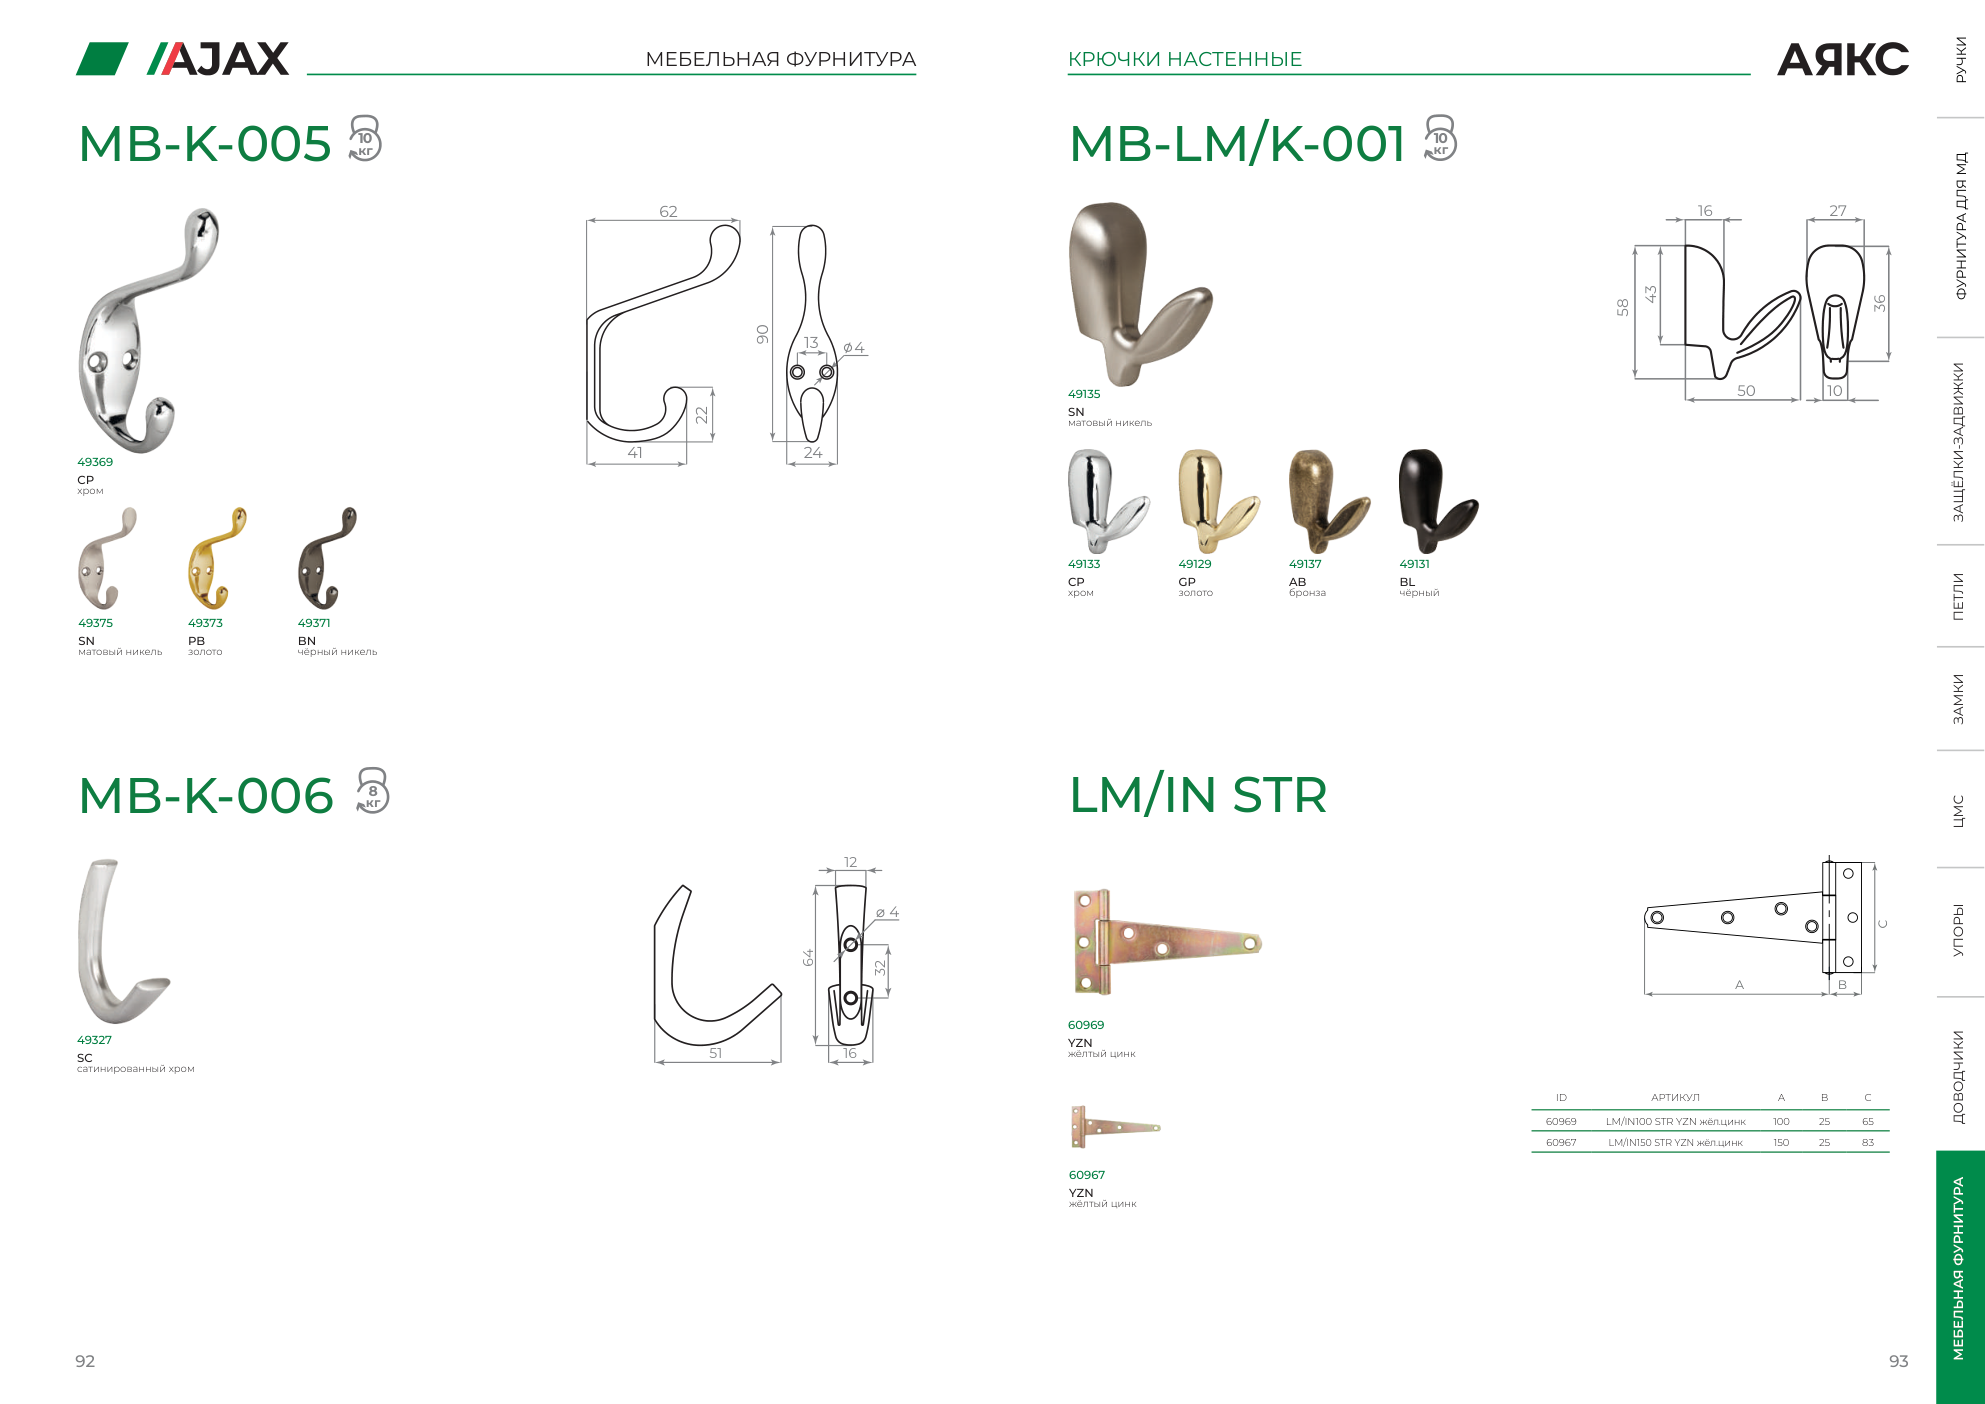 AJAX
МЕБЕЛЬНАЯ ФУРНИТУРА
MB-K-005
10
кг
62
90
13
⌀4
22
41
24
49369
CP
хром
49375
SN
матовый никель
49373
PB
золото
49371
BN
чёрный никель
MB-K-006
8
кг
12
⌀ 4
64
32
51
16
49327
SC
сатинированный хром
92
КРЮЧКИ НАСТЕННЫЕ
АЯКС
MB-LM/K-001
10
кг
16
27
58
43
36
50
10
49135
SN
матовый никель
49133
CP
хром
49129
GP
золото
49137
AB
бронза
49131
BL
чёрный
LM/IN STR
A
B
C
60969
YZN
жёлтый цинк
60967
YZN
жёлтый цинк
ID АРТИКУЛ A B C
60969 LM/IN100 STR YZN жёл.цинк 100 25 65
60967 LM/IN150 STR YZN жёл.цинк 150 25 83
93
РУЧКИ
ФУРНИТУРА ДЛЯ МД
ЗАЩЁЛКИ-ЗАДВИЖКИ
ПЕТЛИ
ЗАМКИ
ЦМС
УПОРЫ
ДОВОДЧИКИ
МЕБЕЛЬНАЯ ФУРНИТУРА